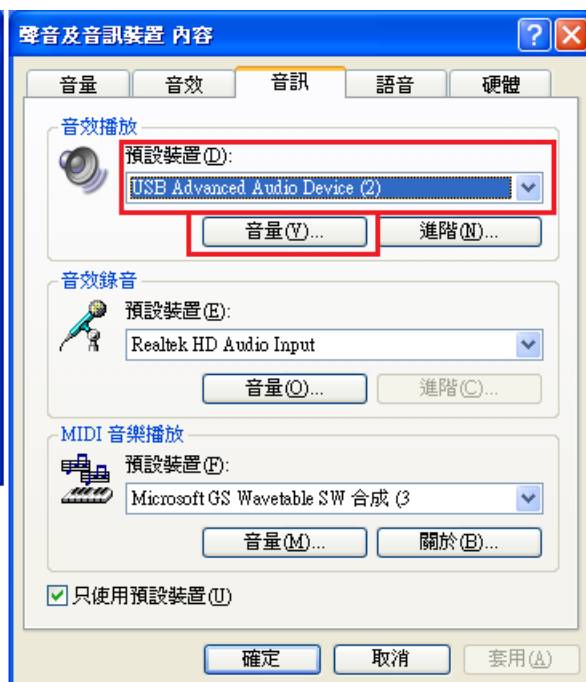 聲音及音訊裝置 內容
音量 音效 音訊 語音 硬體
音效播放
預設裝置(D):
USB Advanced Audio Device (2)
音量(V)... 進階(N)...
音效錄音
預設裝置(E):
Realtek HD Audio Input
音量(O)... 進階(C)...
MIDI 音樂播放
預設裝置(F):
Microsoft GS Wavetable SW 合成 (3
音量(M)... 關於(B)...
只使用預設裝置(U)
確定 取消 套用(A)